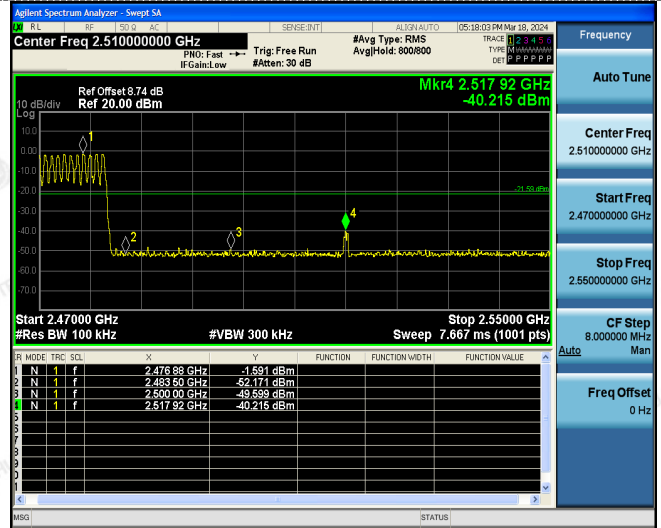 Agilent Spectrum Analyzer - Swept SA
LXI RL RF 50 Ω AC SENSE:INT ALIGN AUTO 05:18:03 PM Mar 18, 2024
Center Freq 2.510000000 GHz
PNO: Fast
IFGain:Low
Trig: Free Run
#Atten: 30 dB
#Avg Type: RMS
Avg|Hold: 800/800
TRACE 1 2 3 4 5 6
TYPE M
DET P P P P P P
Mkr4 2.517 92 GHz
-40.215 dBm
Ref Offset 8.74 dB
Ref 20.00 dBm
10 dB/div
Log
10.0
0.00
-10.0
-20.0
-30.0
-40.0
-50.0
-60.0
-70.0
1
2
3
4
-21.59 dBm
Start 2.47000 GHz
Stop 2.55000 GHz
#Res BW 100 kHz
#VBW 300 kHz
Sweep 7.667 ms (1001 pts)
MODE TRC SCL X Y FUNCTION FUNCTION WIDTH FUNCTION VALUE
1 N 1 f 2.476 88 GHz -1.591 dBm
2 N 1 f 2.483 50 GHz -52.171 dBm
3 N 1 f 2.500 00 GHz -49.599 dBm
4 N 1 f 2.517 92 GHz -40.215 dBm
5
6
7
8
9
MSG
STATUS
Frequency
Auto Tune
Center Freq
2.510000000 GHz
Start Freq
2.470000000 GHz
Stop Freq
2.550000000 GHz
CF Step
8.000000 MHz
Auto Man
Freq Offset
0 Hz